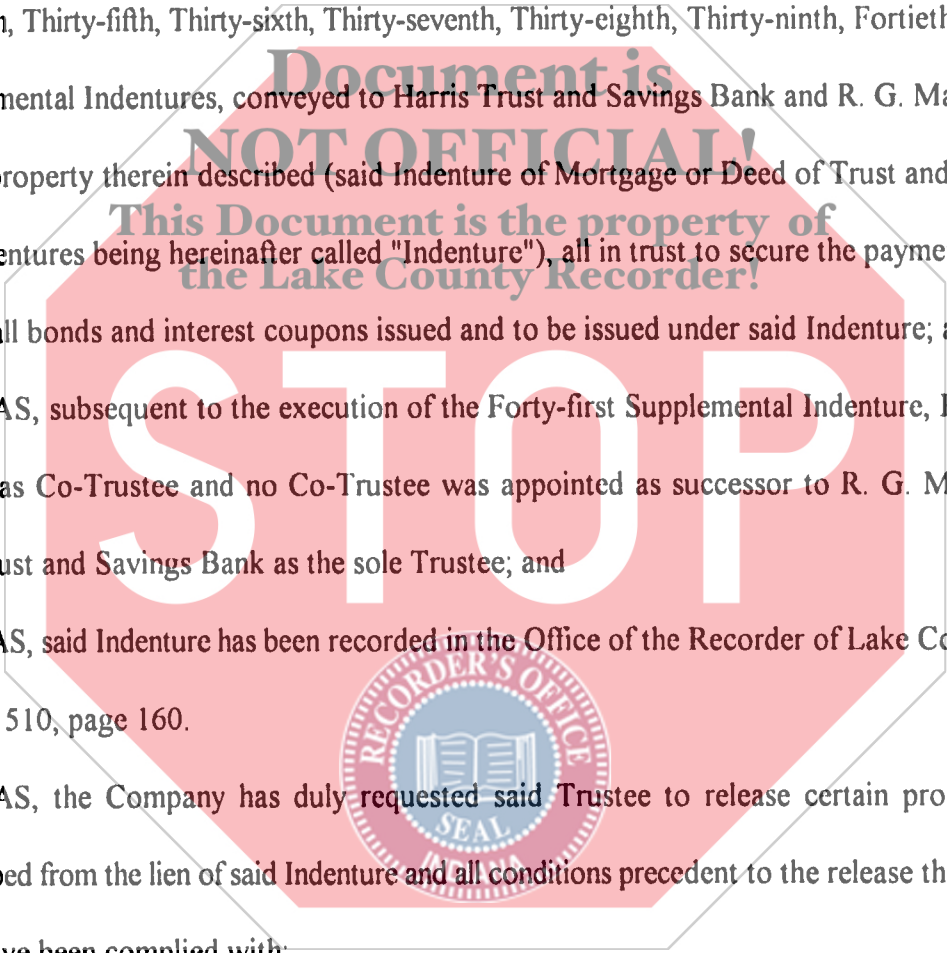 Thirty-fifth, Thirty-sixth, Thirty-seventh, Thirty-eighth, Thirty-ninth, Fortieth
Document is
mental Indentures, conveyed to Harris Trust and Savings Bank and R. G. Ma
NOT OFFICIAL!
property therein described (said Indenture of Mortgage or Deed of Trust and
This Document is the property of
entures being hereinafter called "Indenture"), all in trust to secure the payme
the Lake County Recorder!
all bonds and interest coupons issued and to be issued under said Indenture;
AS, subsequent to the execution of the Forty-first Supplemental Indenture,
STOP
as Co-Trustee and no Co-Trustee was appointed as successor to R. G. M
ust and Savings Bank as the sole Trustee; and
AS, said Indenture has been recorded in the Office of the Recorder of Lake Co
RECORDER'S OFFICE
510, page 160.
AS, the Company has duly requested said Trustee to release certain pro
SEAL
INDIANA
bed from the lien of said Indenture and all conditions precedent to the release th
ve been complied with: